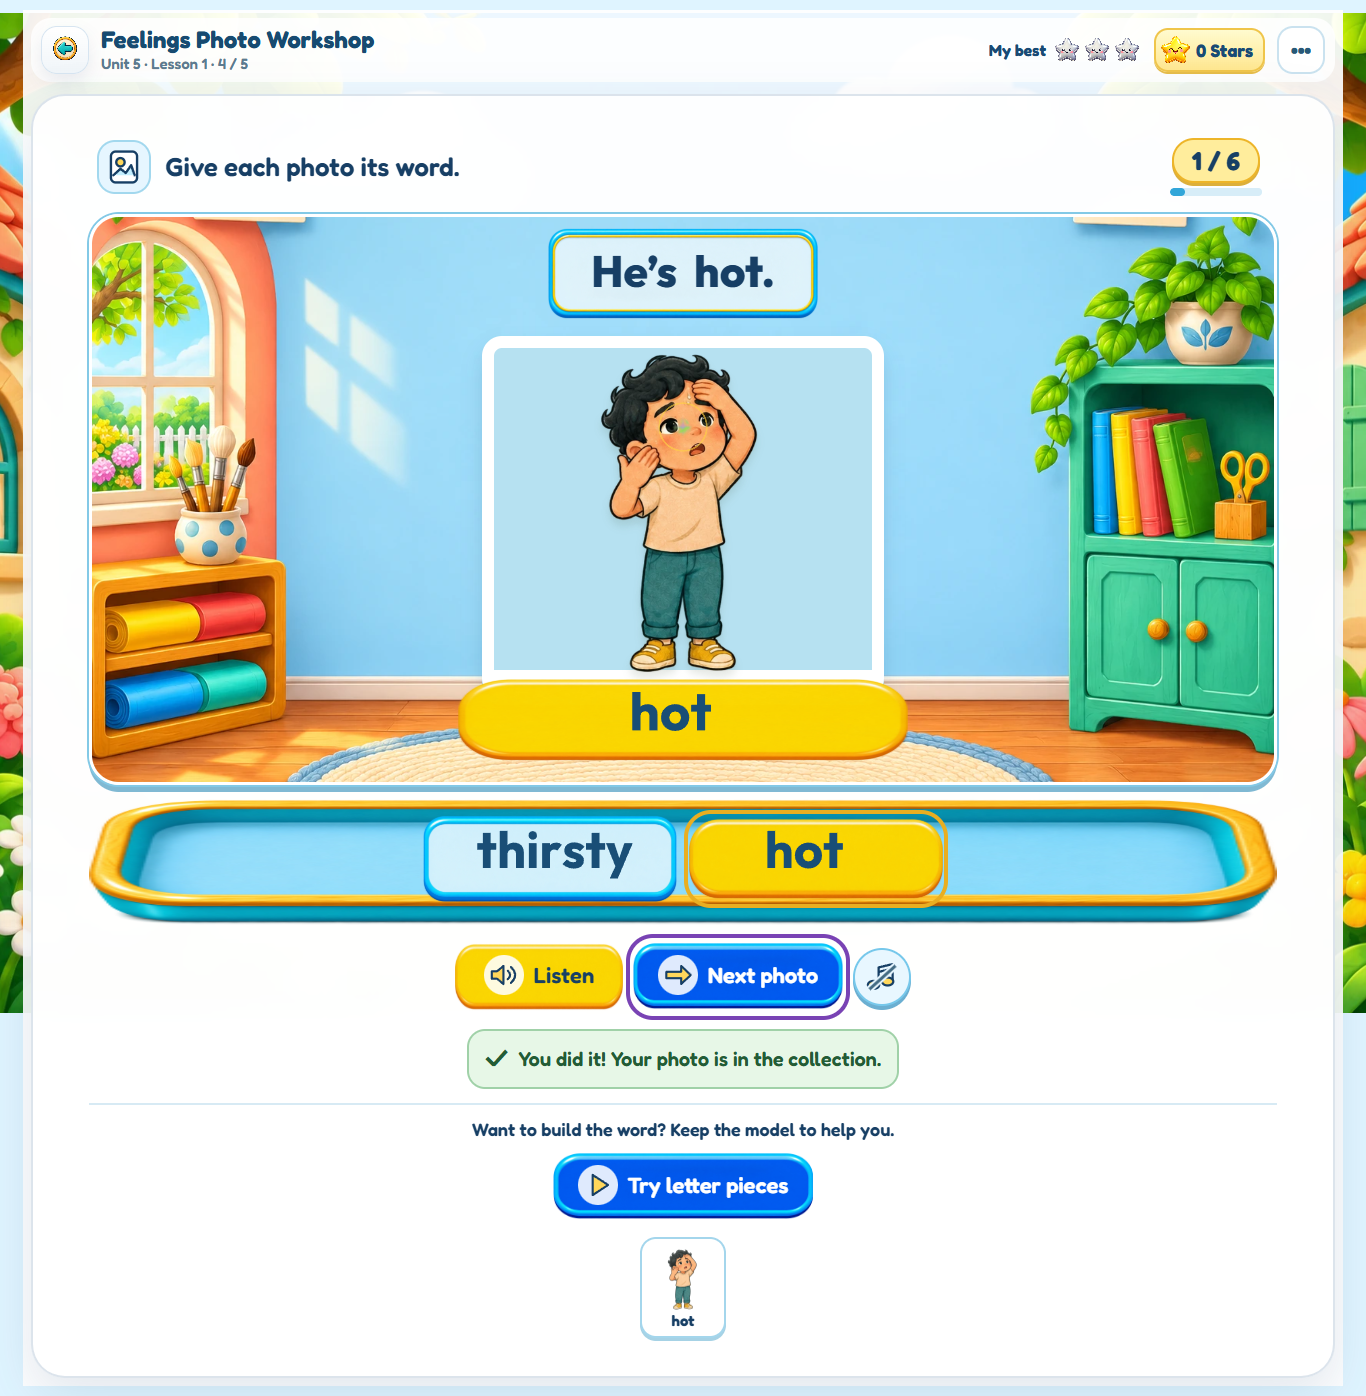 Feelings Photo Workshop
Unit 5 · Lesson 1 · 4 / 5
My best
0 Stars
Give each photo its word.
1 / 6
He's hot.
hot
thirsty
hot
Listen
Next photo
You did it! Your photo is in the collection.
Want to build the word? Keep the model to help you.
Try letter pieces
hot